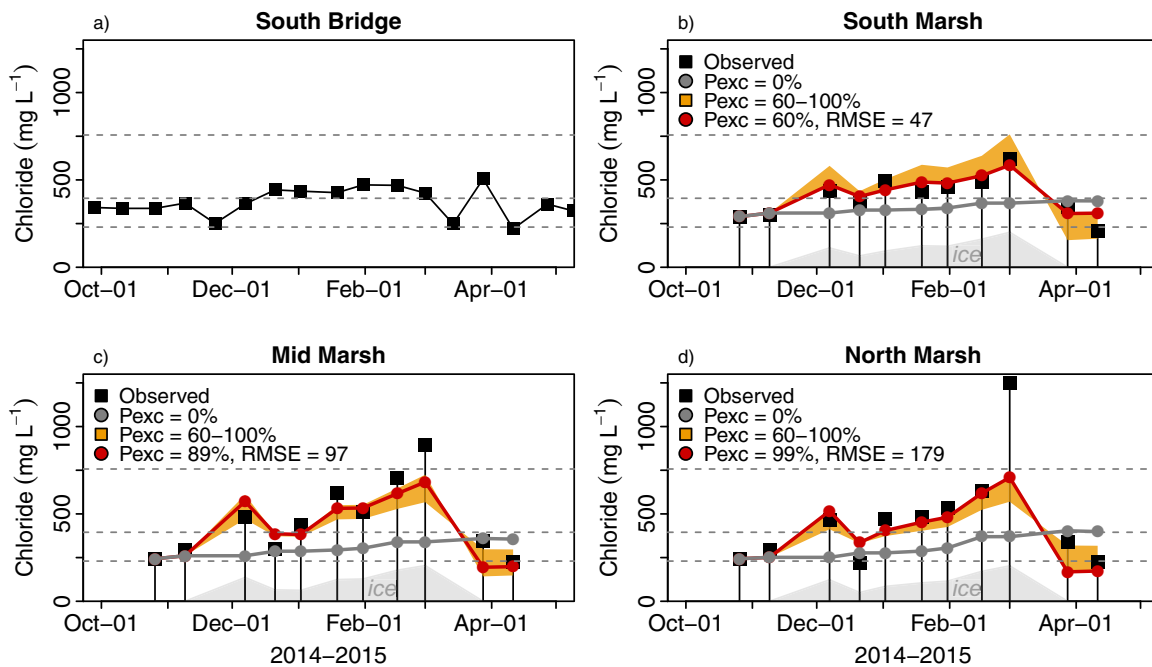 a) South Bridge
Chloride (mg L⁻¹)
0 500 1000
Oct−01 Dec−01 Feb−01 Apr−01
b) South Marsh
Observed
Pexc = 0%
Pexc = 60−100%
Pexc = 60%, RMSE = 47
ice
Chloride (mg L⁻¹)
0 500 1000
Oct−01 Dec−01 Feb−01 Apr−01
c) Mid Marsh
Observed
Pexc = 0%
Pexc = 60−100%
Pexc = 89%, RMSE = 97
ice
Chloride (mg L⁻¹)
0 500 1000
Oct−01 Dec−01 Feb−01 Apr−01
2014−2015
d) North Marsh
Observed
Pexc = 0%
Pexc = 60−100%
Pexc = 99%, RMSE = 179
ice
Chloride (mg L⁻¹)
0 500 1000
Oct−01 Dec−01 Feb−01 Apr−01
2014−2015